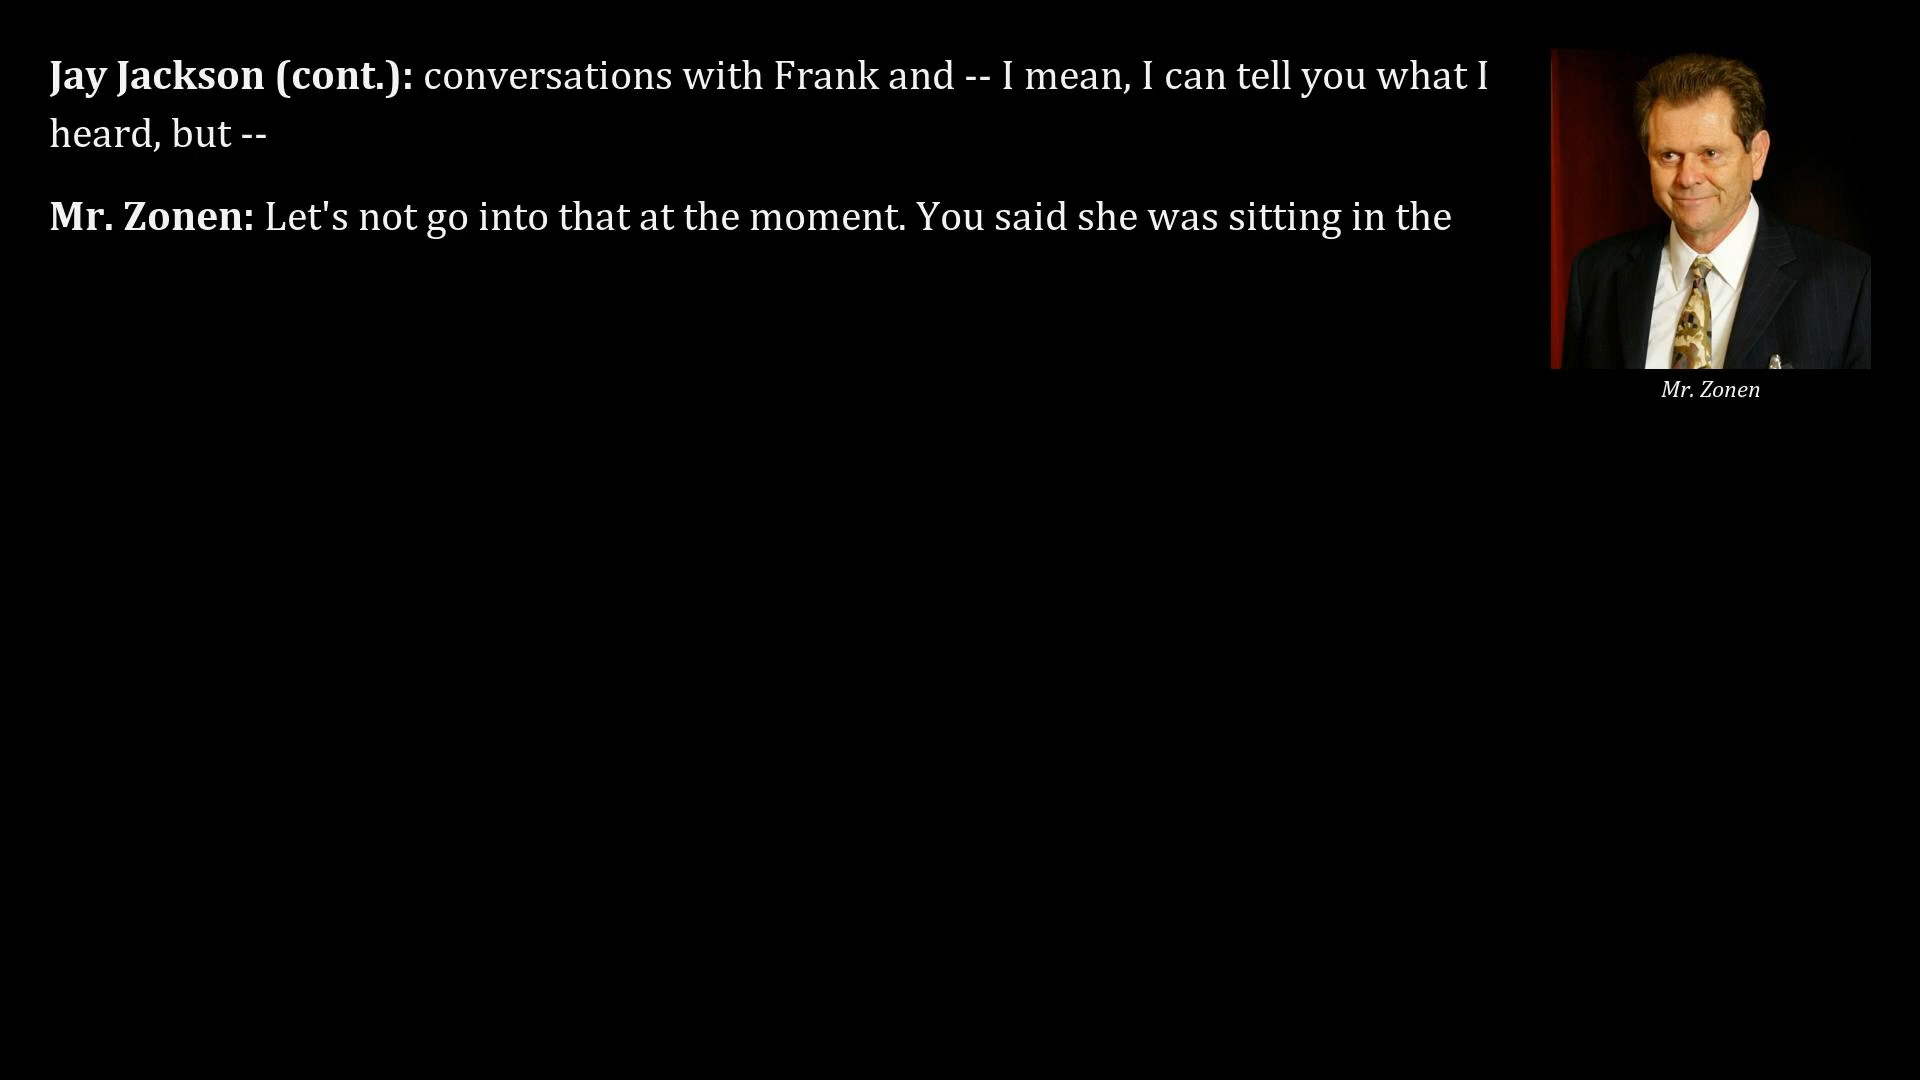 Jay Jackson (cont.): conversations with Frank and -- I mean, I can tell you what I
heard, but --
Mr. Zonen: Let's not go into that at the moment. You said she was sitting in the
Mr. Zonen